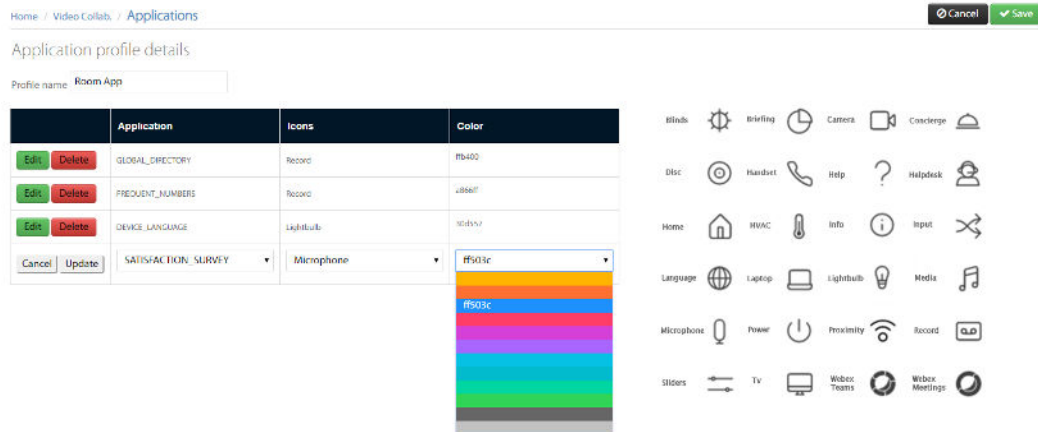 Home / Video Collab. / Applications
Cancel Save
Application profile details
Profile name Room App
Application Icons Color
Edit Delete GLOBAL_DIRECTORY Record ffb400
Edit Delete FREQUENT_NUMBERS Record a866ff
Edit Delete DEVICE_LANGUAGE Lightbulb 30d557
Cancel Update SATISFACTION_SURVEY Microphone ff503c
ff503c
Blinds Briefing Camera Concierge
Disc Handset Help Helpdesk
Home HVAC Info Input
Language Laptop Lightbulb Media
Microphone Power Proximity Record
Sliders Tv Webex Teams Webex Meetings